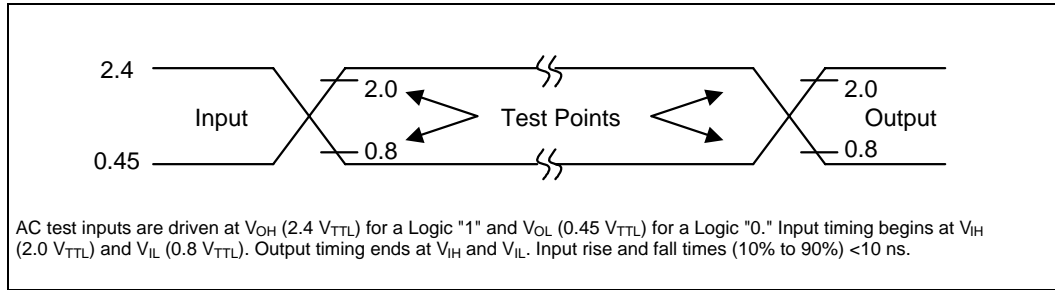 2.4
2.0
2.0
Input
Test Points
Output
0.8
0.8
0.45
AC test inputs are driven at VOH (2.4 VTTL) for a Logic "1" and VOL (0.45 VTTL) for a Logic "0." Input timing begins at VIH
(2.0 VTTL) and VIL (0.8 VTTL). Output timing ends at VIH and VIL. Input rise and fall times (10% to 90%) <10 ns.